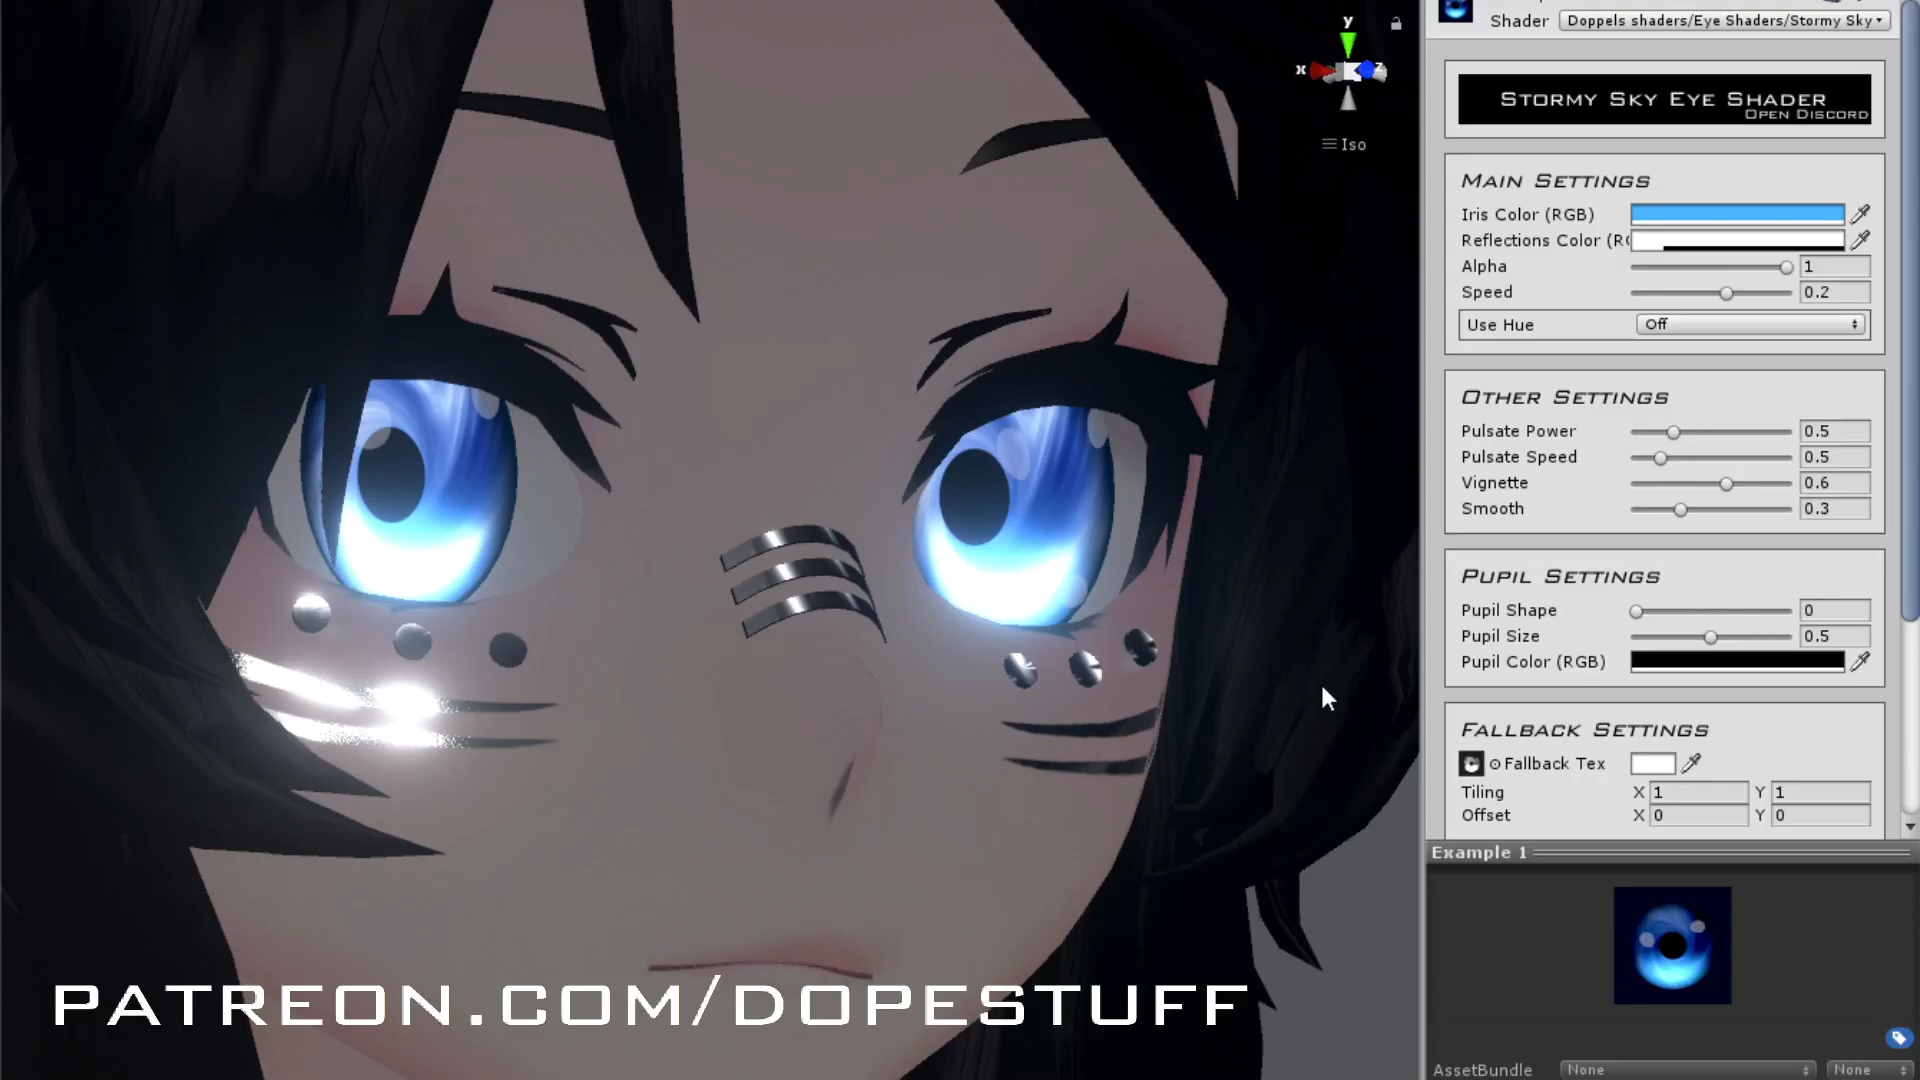 y
x
z
Iso
Shader Doppels shaders/Eye Shaders/Stormy Sky
Stormy Sky Eye Shader
Open Discord
Main Settings
Iris Color (RGB)
Reflections Color (R
Alpha 1
Speed 0.2
Use Hue Off
Other Settings
Pulsate Power 0.5
Pulsate Speed 0.5
Vignette 0.6
Smooth 0.3
Pupil Settings
Pupil Shape 0
Pupil Size 0.5
Pupil Color (RGB)
Fallback Settings
Fallback Tex
Tiling X 1 Y 1
Offset X 0 Y 0
Example 1
AssetBundle None None
PATREON.COM/DOPESTUFF